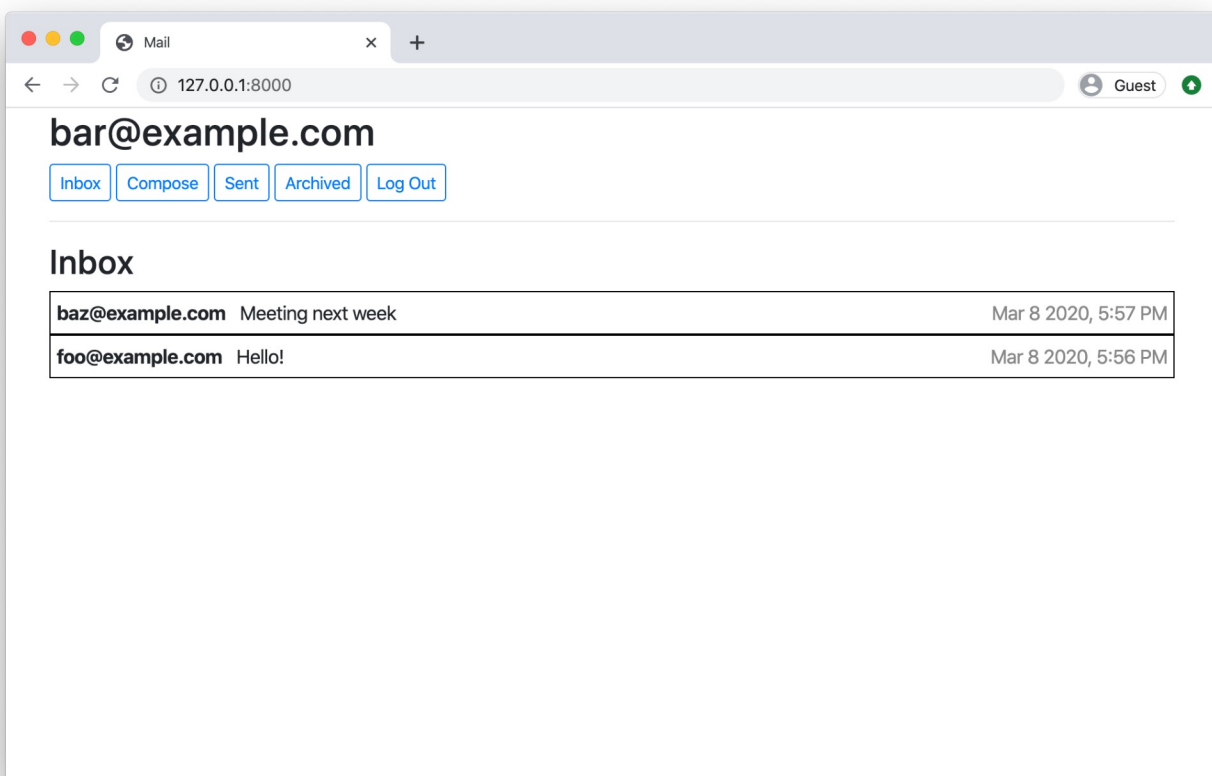 Mail
127.0.0.1:8000 Guest
bar@example.com
Inbox Compose Sent Archived Log Out
Inbox
baz@example.com Meeting next week Mar 8 2020, 5:57 PM
foo@example.com Hello! Mar 8 2020, 5:56 PM